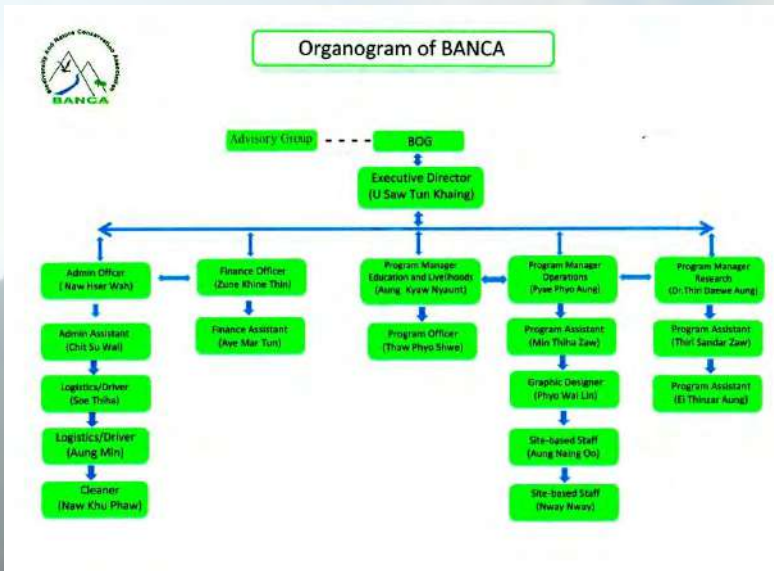 Organogram of BANCA
Biodiversity And Nature Conservation Association
BANCA
Advisory Group
BOG
Executive Director
(U Saw Tun Khaing)
Admin Officer
( Naw Hser Wah)
Finance Officer
(Zune Khine Thin)
Program Manager
Education and Livelihoods
(Aung Kyaw Nyaunt)
Program Manager
Operations
(Pyae Phyo Aung)
Program Manager
Research
(Dr.Thiri Daewe Aung)
Admin Assistant
(Chit Su Wai)
Finance Assistant
(Aye Mar Tun)
Program Officer
(Thaw Phyo Shwe)
Program Assistant
(Min Thiha Zaw)
Program Assistant
(Thiri Sandar Zaw)
Logistics/Driver
(Soe Thiha)
Graphic Designer
(Phyo Wai Lin)
Program Assistant
(Ei Thinzar Aung)
Logistics/Driver
(Aung Min)
Site-based Staff
(Aung Naing Oo)
Cleaner
(Naw Khu Phaw)
Site-based Staff
(Nway Nway)